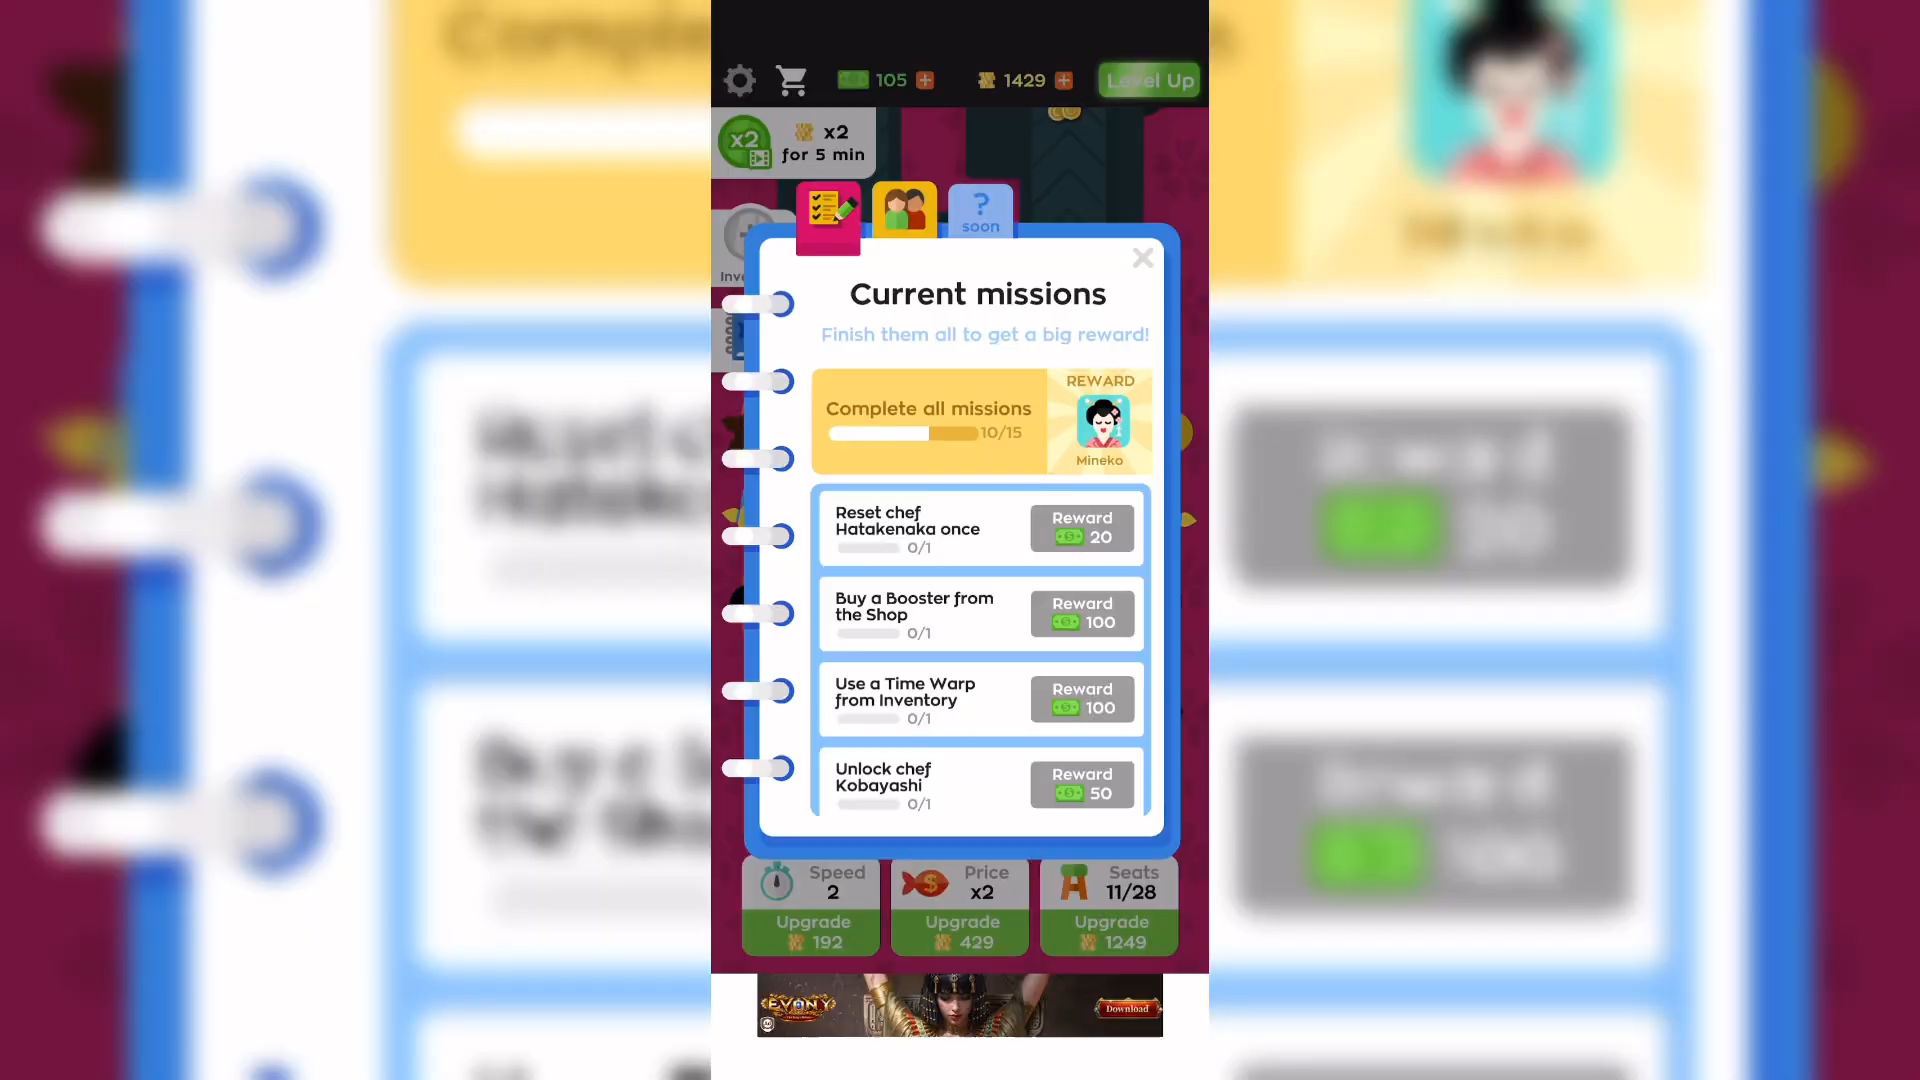 105
1429
Level Up
x2
x2
for 5 min
?
soon
Current missions
Finish them all to get a big reward!
Complete all missions
10/15
REWARD
Mineko
Reset chef
Hatakenaka once
0/1
Reward
20
Buy a Booster from
the Shop
0/1
Reward
100
Use a Time Warp
from Inventory
0/1
Reward
100
Unlock chef
Kobayashi
0/1
Reward
50
Speed
2
Upgrade
192
Price
x2
Upgrade
429
Seats
11/28
Upgrade
1249
EVONY
Download